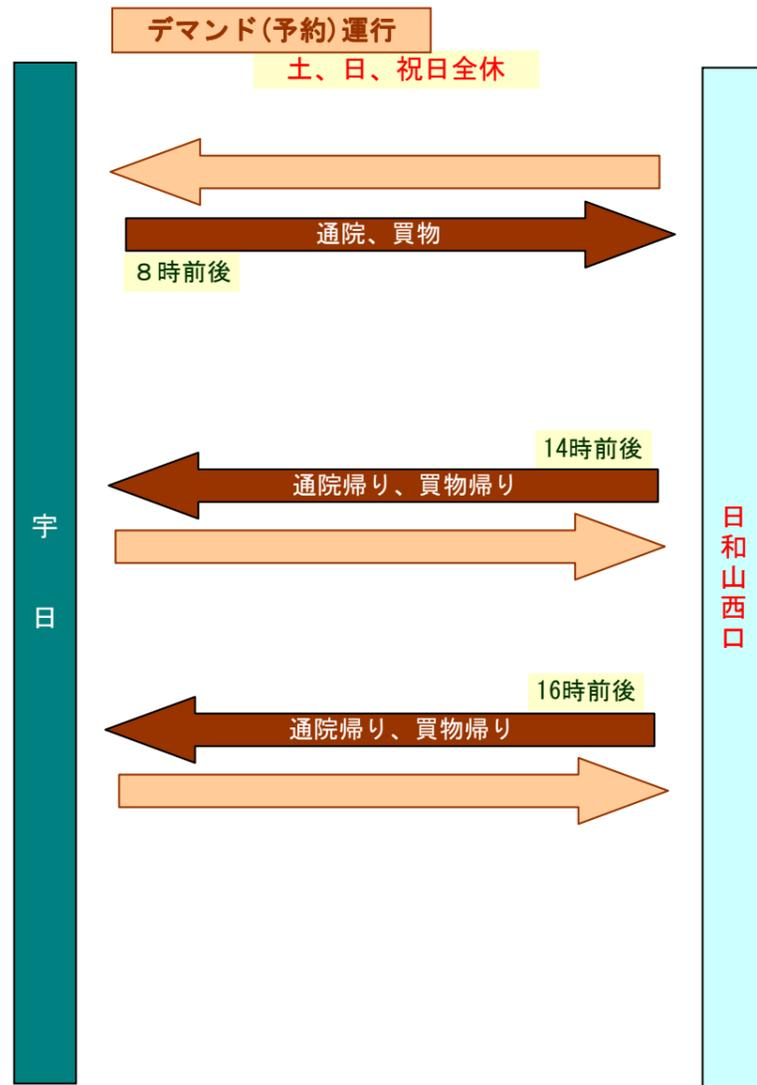 デマンド(予約)運行
土、日、祝日全休
通院、買物
８時前後
14時前後
通院帰り、買物帰り
宇日
日和山西口
16時前後
通院帰り、買物帰り